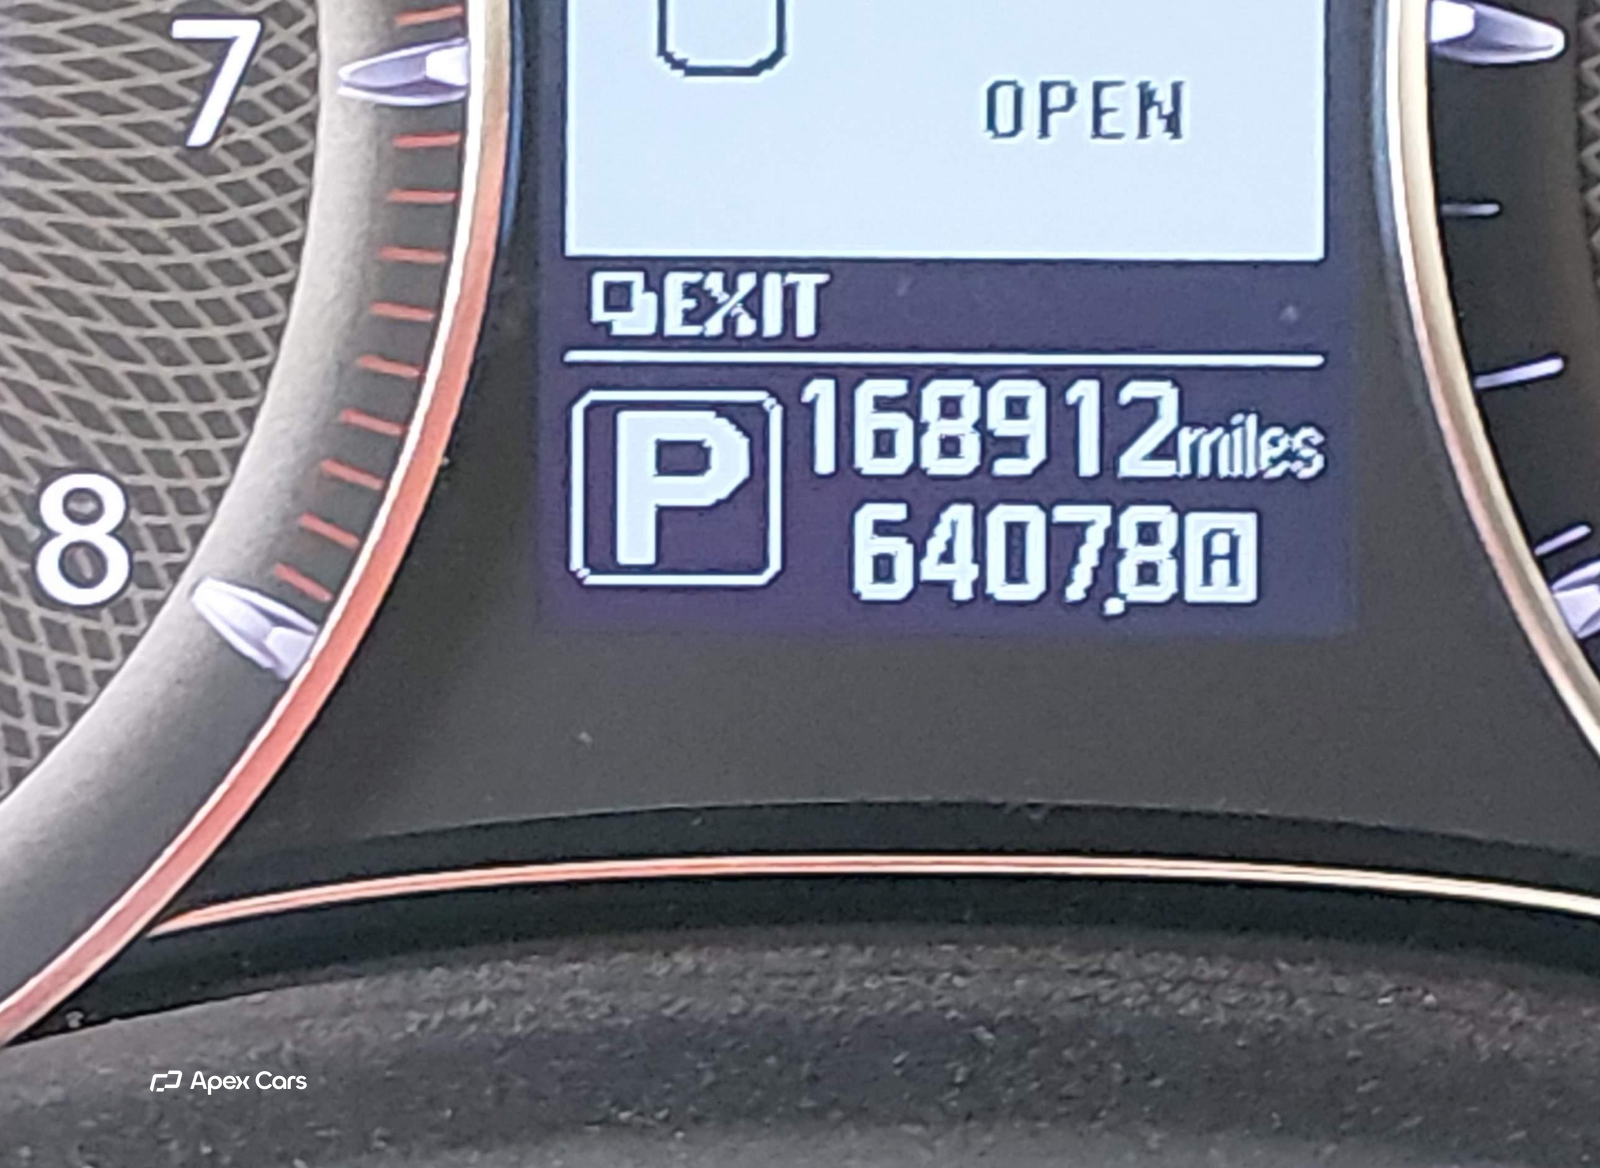 7
OPEN
EXIT
8
P
168912miles
6407.8A
Apex Cars